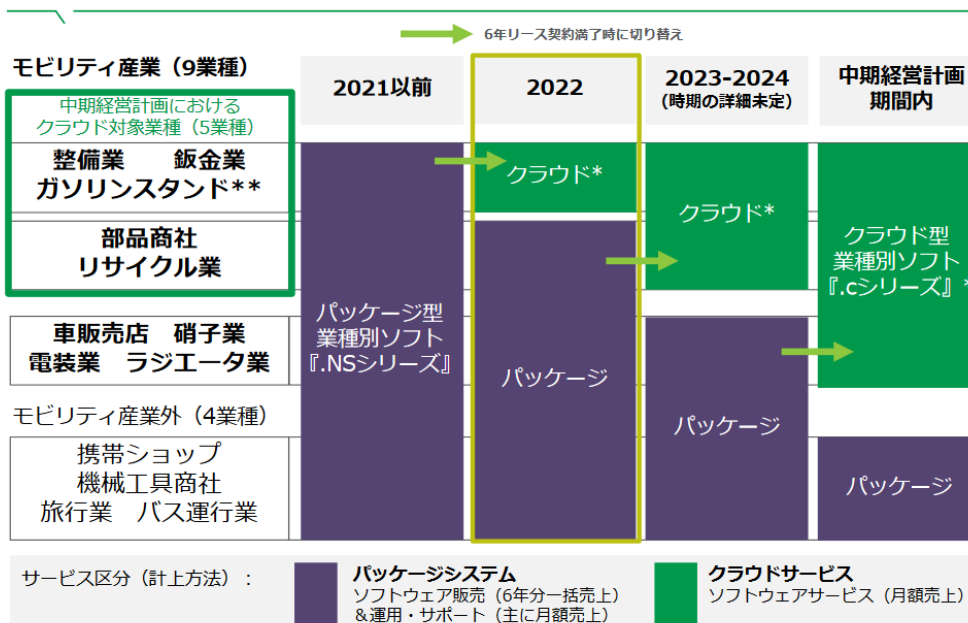 6年リース契約満了時に切り替え
モビリティ産業（9業種）
2021以前
2022
2023-2024
（時期の詳細未定）
中期経営計画
期間内
中期経営計画における
クラウド対象業種（5業種）
整備業　　鈑金業
ガソリンスタンド**
部品商社
リサイクル業
車販売店　硝子業
電装業　ラジエータ業
モビリティ産業外（4業種）
携帯ショップ
機械工具商社
旅行業　バス運行業
パッケージ型
業種別ソフト
『.NSシリーズ』
クラウド*
パッケージ
クラウド*
パッケージ
クラウド型
業種別ソフト
『.cシリーズ』*
パッケージ
サービス区分（計上方法）：
パッケージシステム
ソフトウェア販売（6年分一括売上）
＆運用・サポート（主に月額売上）
クラウドサービス
ソフトウェアサービス（月額売上）